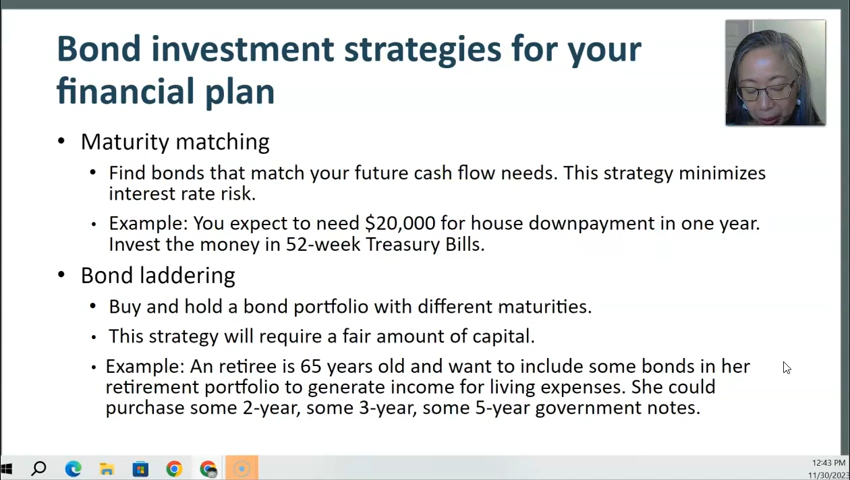 Bond investment strategies for your
financial plan
• Maturity matching
• Find bonds that match your future cash flow needs. This strategy minimizes
interest rate risk.
• Example: You expect to need $20,000 for house downpayment in one year.
Invest the money in 52-week Treasury Bills.
• Bond laddering
• Buy and hold a bond portfolio with different maturities.
• This strategy will require a fair amount of capital.
• Example: An retiree is 65 years old and want to include some bonds in her
retirement portfolio to generate income for living expenses. She could
purchase some 2-year, some 3-year, some 5-year government notes.
12:43 PM
11/30/2023